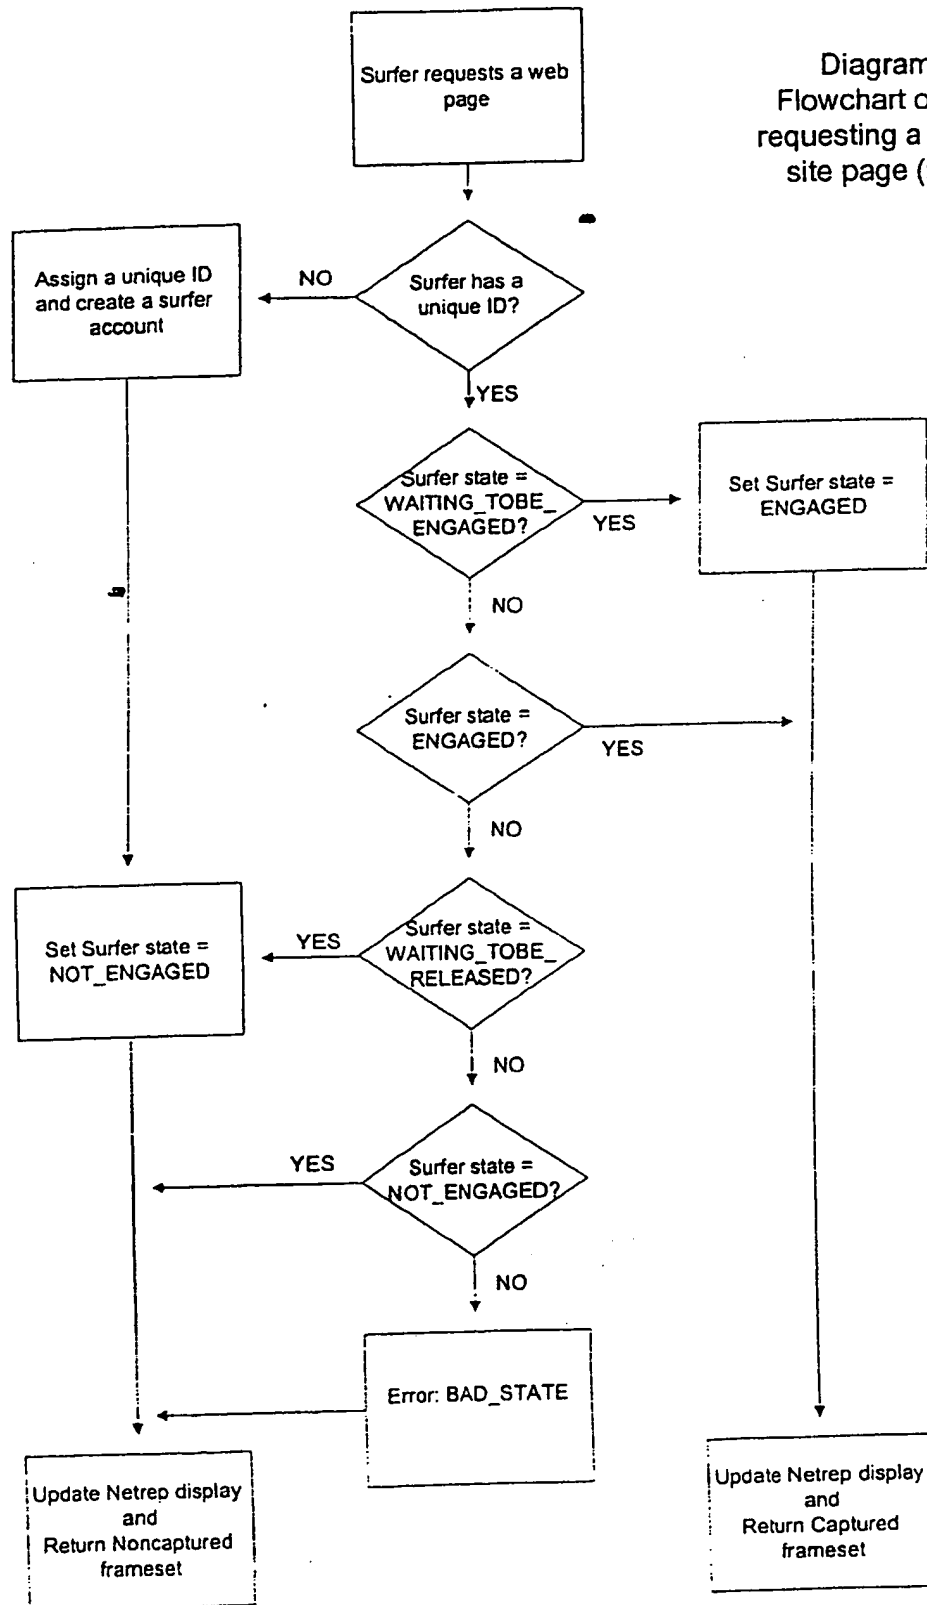 Surfer requests a web
page
Diagram
Flowchart o
requesting a
site page (
Assign a unique ID
and create a surfer
account
NO
Surfer has a
unique ID?
YES
Surfer state =
WAITING_TOBE_
ENGAGED?
YES
Set Surfer state =
ENGAGED
NO
Surfer state =
ENGAGED?
YES
NO
Set Surfer state =
NOT_ENGAGED
YES
Surfer state =
WAITING_TOBE_
RELEASED?
NO
YES
Surfer state =
NOT_ENGAGED?
NO
Error: BAD_STATE
Update Netrep display
and
Return Noncaptured
frameset
Update Netrep display
and
Return Captured
frameset